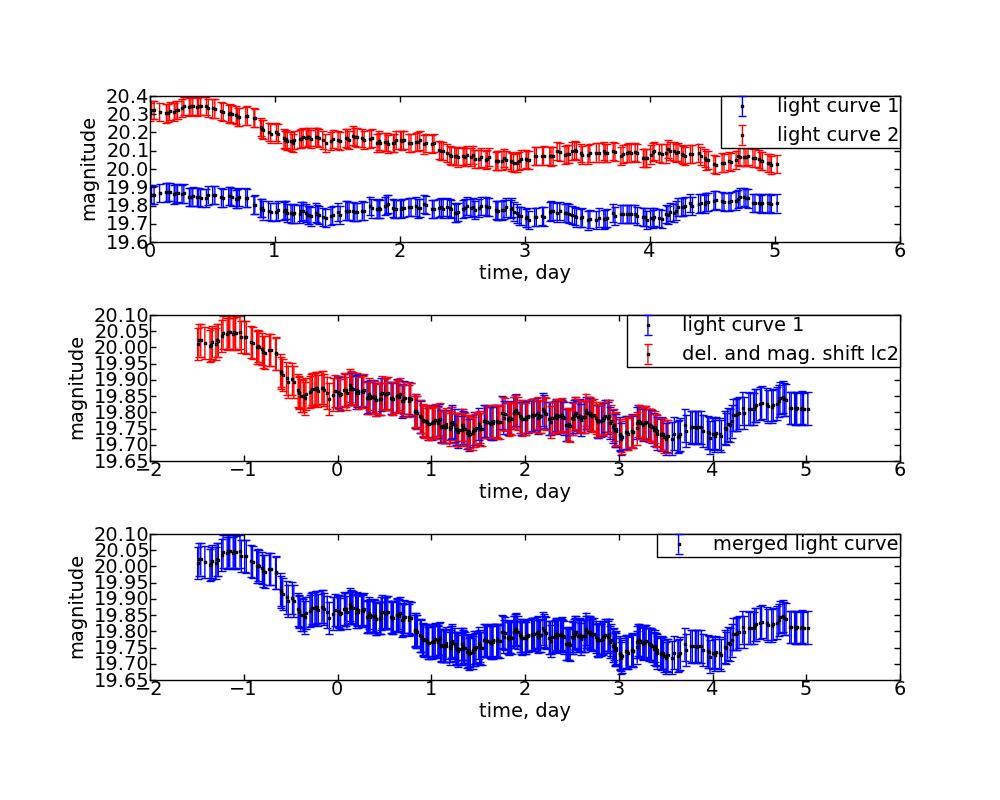 20.4
20.3
20.2
20.1
20.0
19.9
19.8
19.7
19.6
magnitude
light curve 1
light curve 2
0 1 2 3 4 5 6
time, day
20.10
20.05
20.00
19.95
19.90
19.85
19.80
19.75
19.70
19.65
magnitude
light curve 1
del. and mag. shift lc2
−2 −1 0 1 2 3 4 5 6
time, day
20.10
20.05
20.00
19.95
19.90
19.85
19.80
19.75
19.70
19.65
magnitude
merged light curve
−2 −1 0 1 2 3 4 5 6
time, day